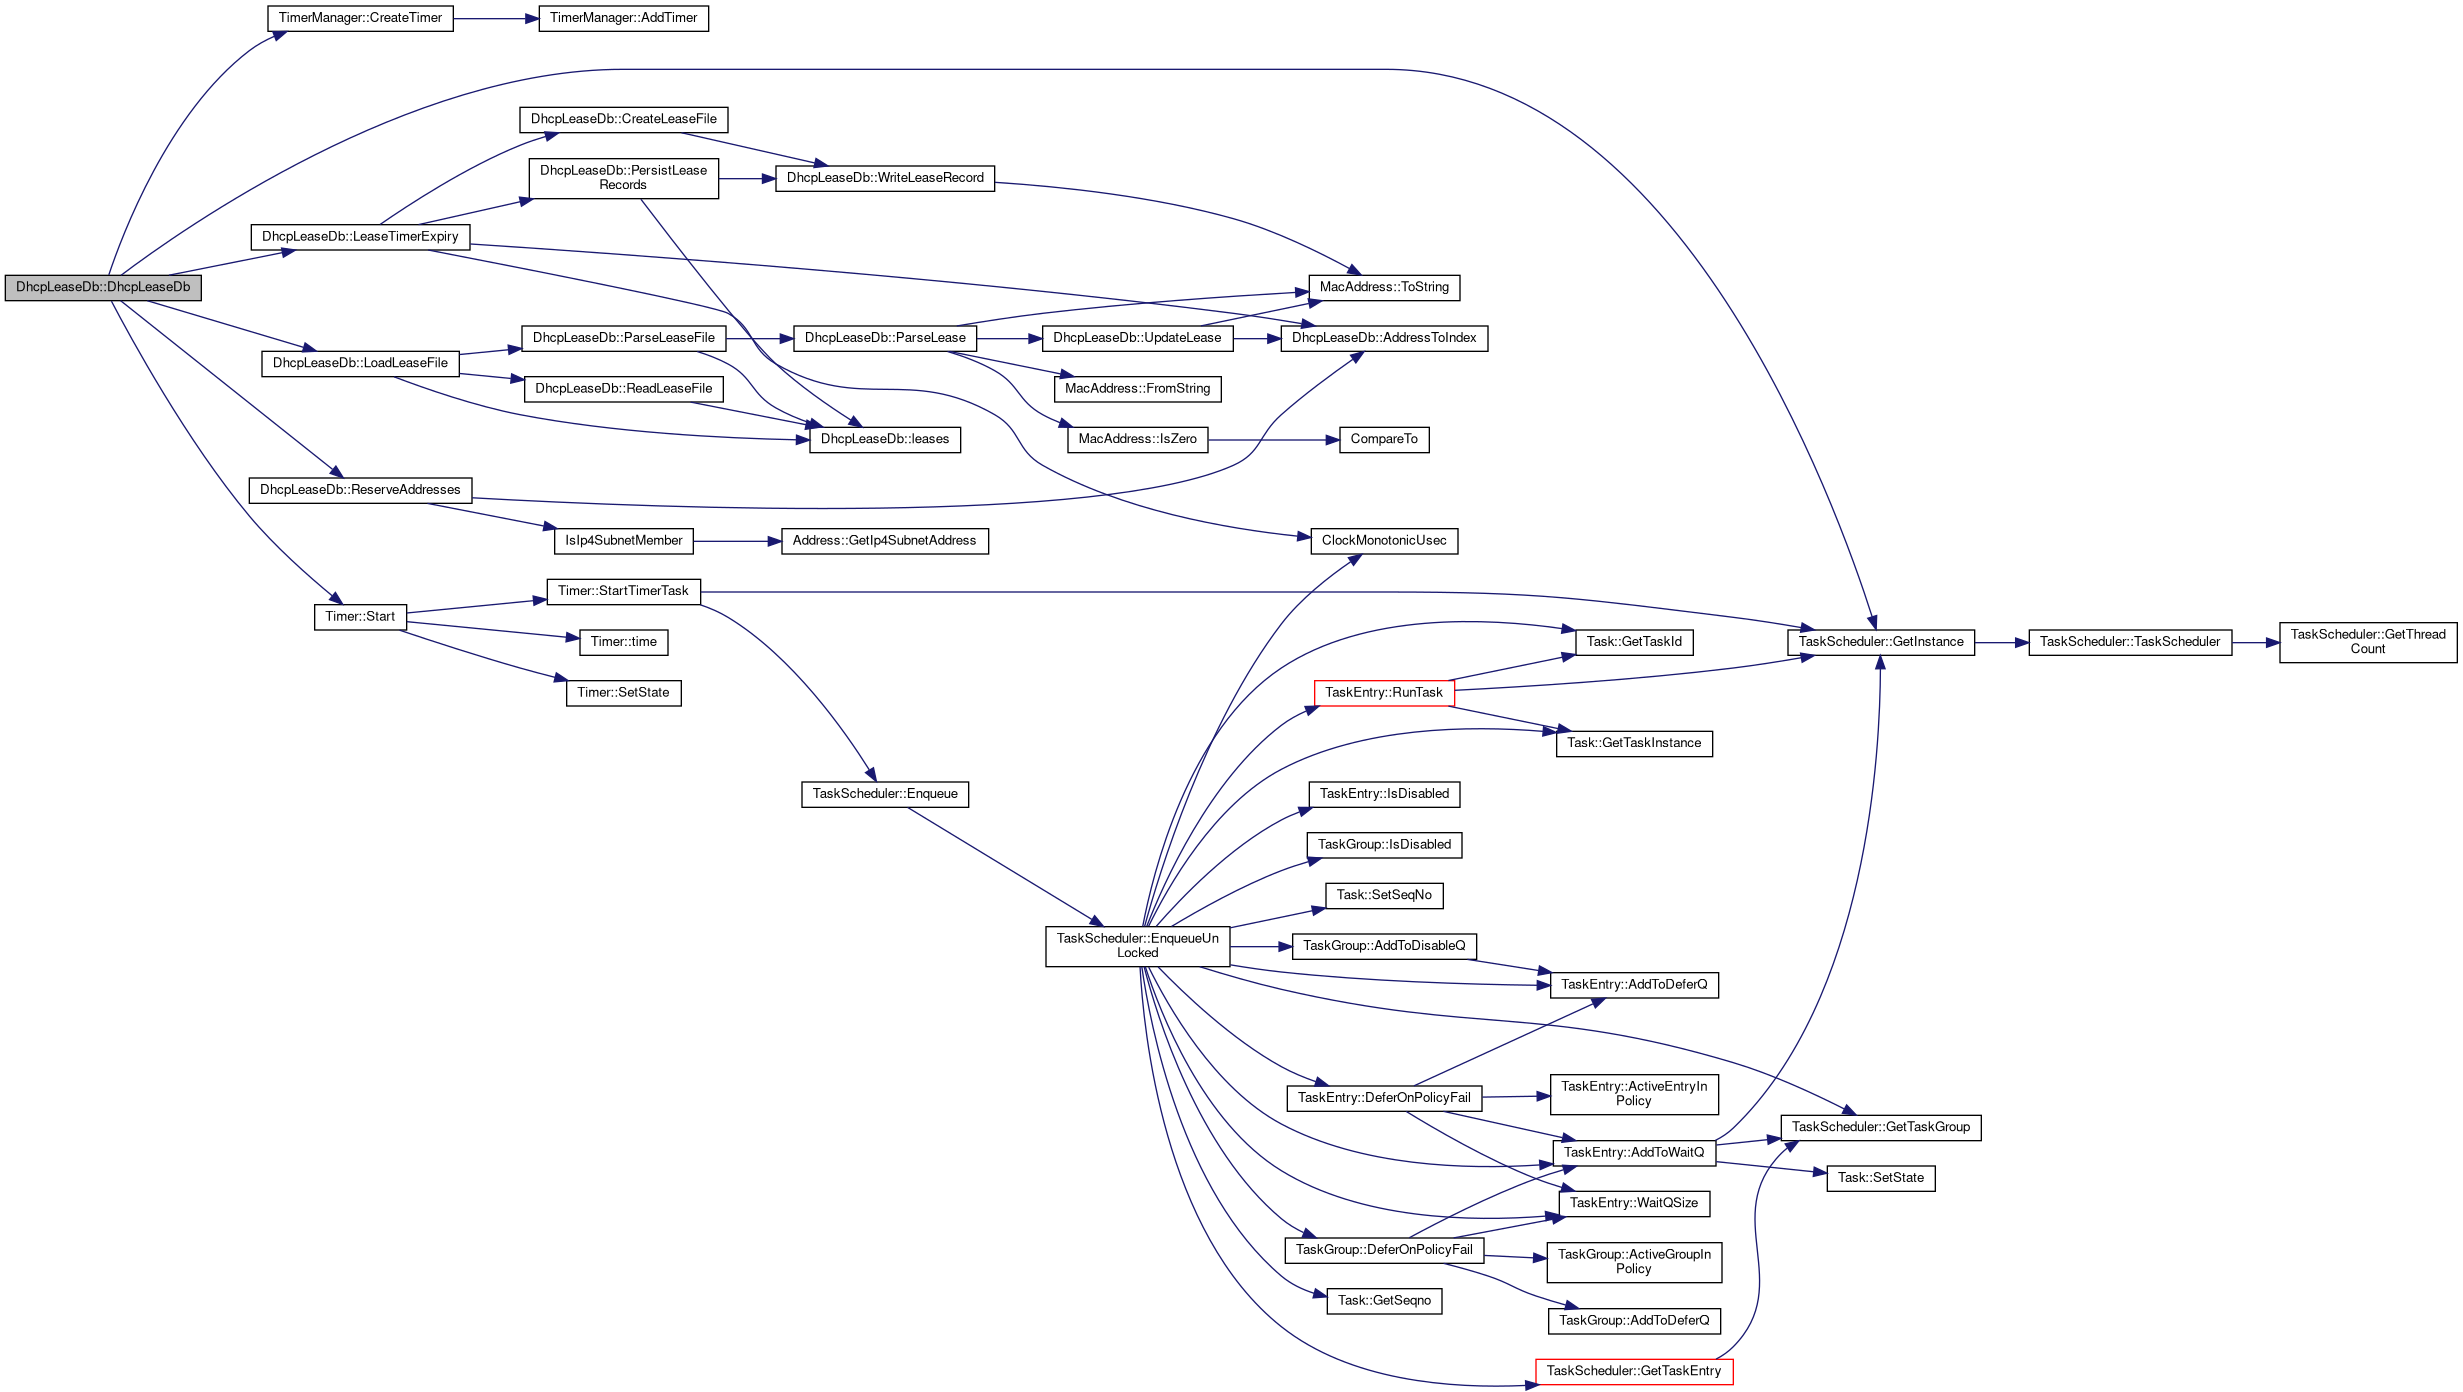 TimerManager::CreateTimer
TimerManager::AddTimer
DhcpLeaseDb::CreateLeaseFile
DhcpLeaseDb::PersistLease
Records
DhcpLeaseDb::WriteLeaseRecord
DhcpLeaseDb::LeaseTimerExpiry
DhcpLeaseDb::DhcpLeaseDb
MacAddress::ToString
DhcpLeaseDb::ParseLeaseFile
DhcpLeaseDb::ParseLease
DhcpLeaseDb::UpdateLease
DhcpLeaseDb::AddressToIndex
DhcpLeaseDb::LoadLeaseFile
DhcpLeaseDb::ReadLeaseFile
MacAddress::FromString
DhcpLeaseDb::leases
MacAddress::IsZero
CompareTo
DhcpLeaseDb::ReserveAddresses
IsIp4SubnetMember
Address::GetIp4SubnetAddress
ClockMonotonicUsec
Timer::StartTimerTask
Timer::Start
Timer::time
Timer::SetState
Task::GetTaskId
TaskScheduler::GetInstance
TaskScheduler::TaskScheduler
TaskScheduler::GetThread
Count
TaskEntry::RunTask
Task::GetTaskInstance
TaskScheduler::Enqueue
TaskEntry::IsDisabled
TaskGroup::IsDisabled
Task::SetSeqNo
TaskScheduler::EnqueueUn
Locked
TaskGroup::AddToDisableQ
TaskEntry::AddToDeferQ
TaskEntry::DeferOnPolicyFail
TaskEntry::ActiveEntryIn
Policy
TaskScheduler::GetTaskGroup
TaskEntry::AddToWaitQ
Task::SetState
TaskEntry::WaitQSize
TaskGroup::DeferOnPolicyFail
TaskGroup::ActiveGroupIn
Policy
Task::GetSeqno
TaskGroup::AddToDeferQ
TaskScheduler::GetTaskEntry